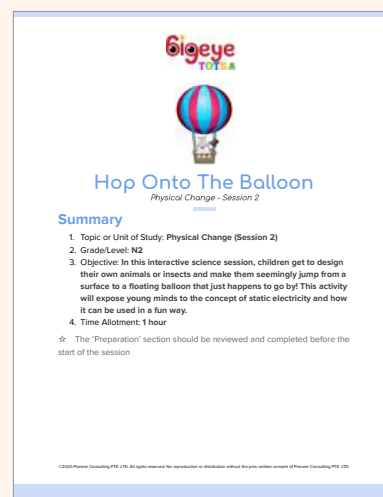 Bigeye
TOTS
Hop Onto The Balloon
Physical Change - Session 2
Summary
1. Topic or Unit of Study: Physical Change (Session 2)
2. Grade/Level: N2
3. Objective: In this interactive science session, children get to design
their own animals or insects and make them seemingly jump from a
surface to a floating balloon that just happens to go by! This activity
will expose young minds to the concept of static electricity and how
it can be used in a fun way.
4. Time Allotment: 1 hour
☆ The ‘Preparation’ section should be reviewed and completed before the
start of the session
©2020 Pioneer Consulting PTE. LTD. All rights reserved. No reproduction or distribution without the prior written consent of Pioneer Consulting PTE. LTD.